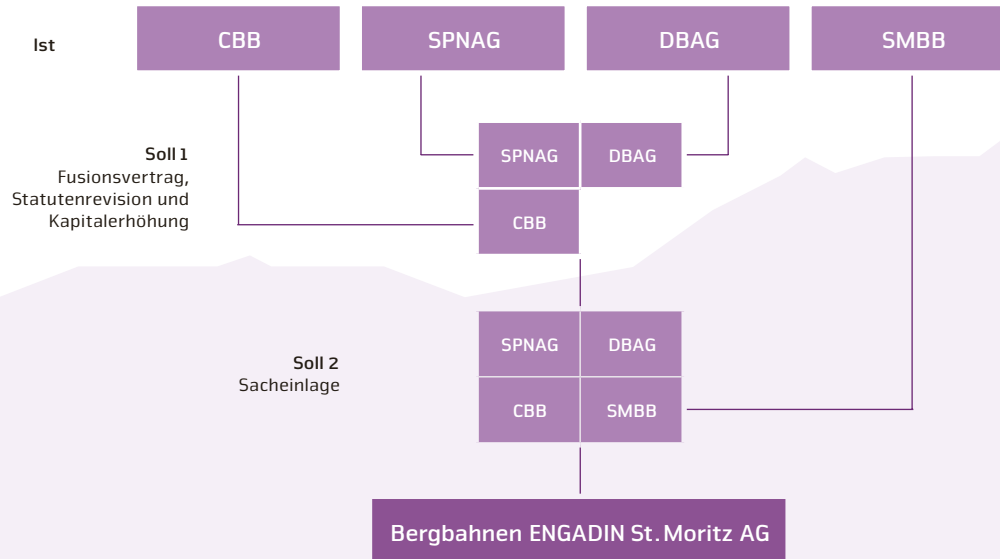 Ist
CBB
SPNAG
DBAG
SMBB
Soll 1
Fusionsvertrag,
Statutenrevision und
Kapitalerhöhung
SPNAG
DBAG
CBB
Soll 2
Sacheinlage
SPNAG
DBAG
CBB
SMBB
Bergbahnen ENGADIN St. Moritz AG